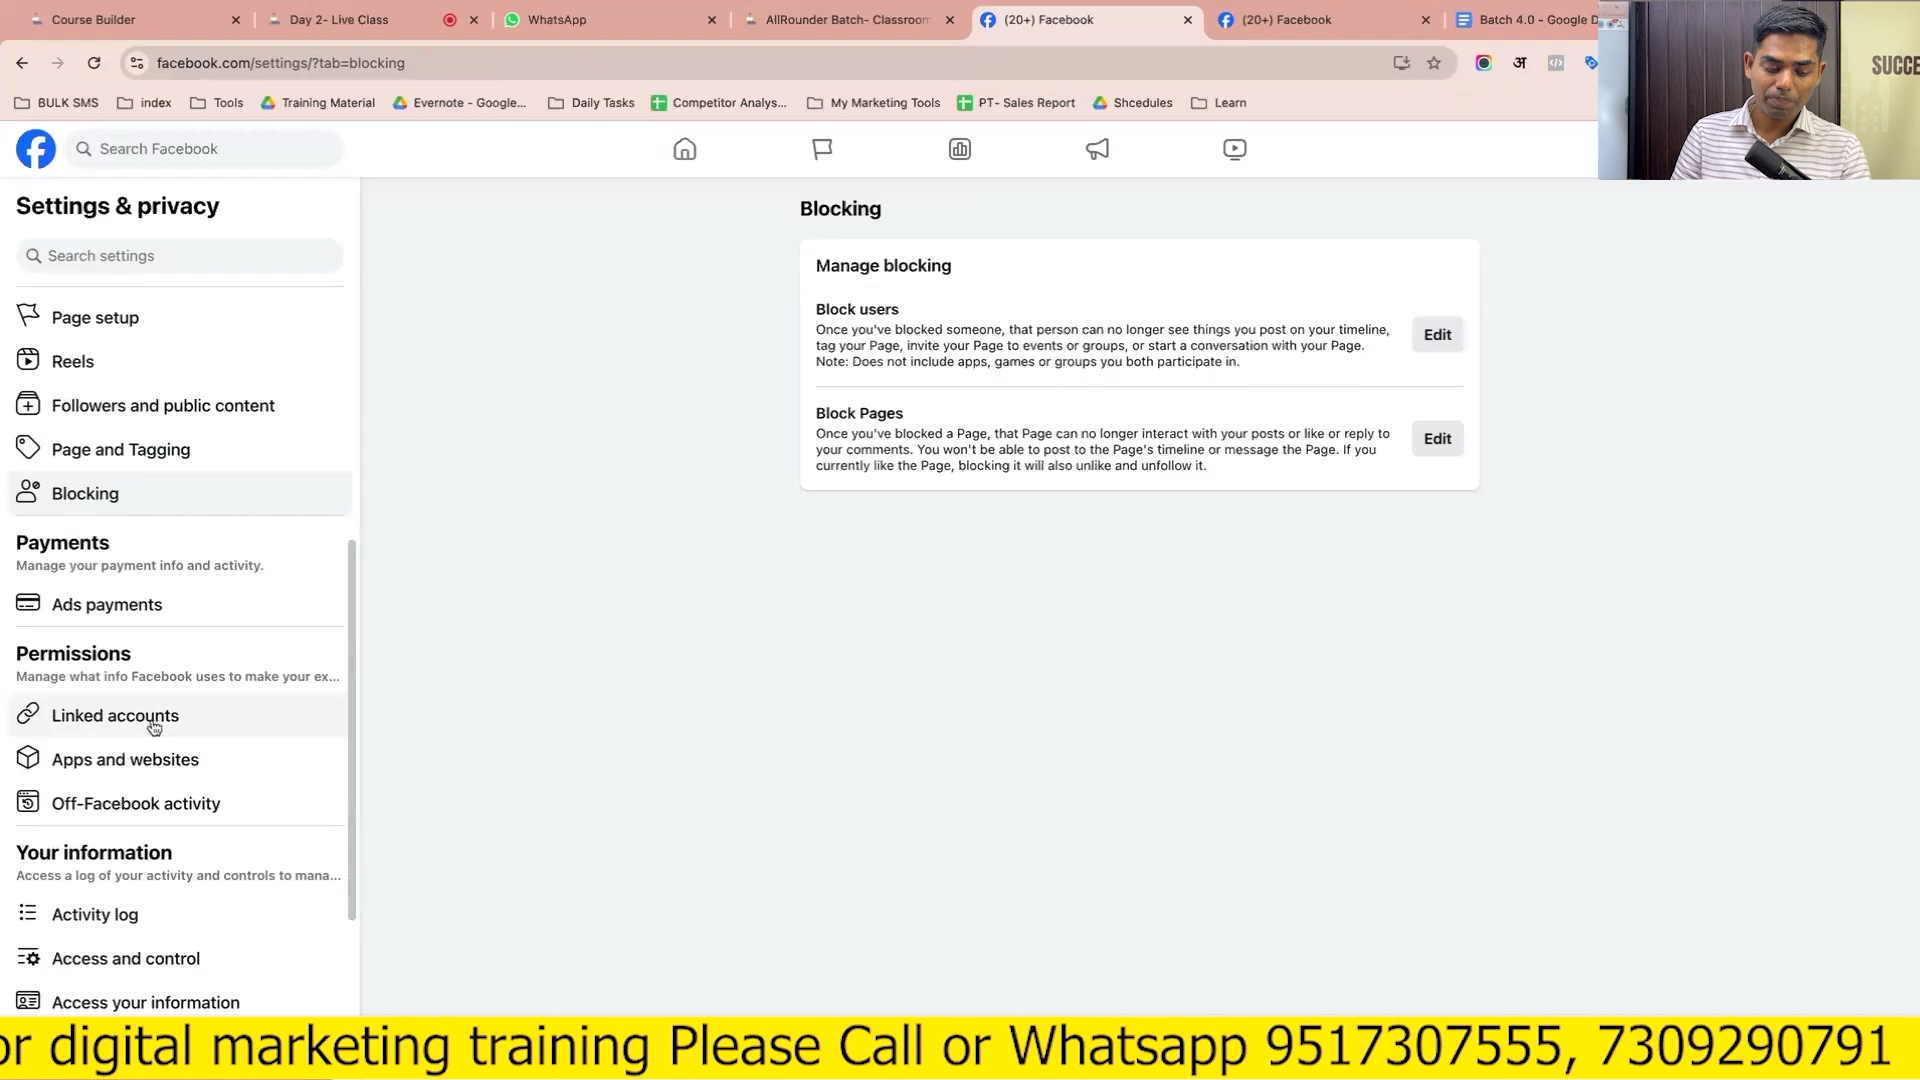 Course Builder
Day 2- Live Class
WhatsApp
AllRounder Batch- Classroom
(20+) Facebook
(20+) Facebook
Batch 4.0 - Google D
facebook.com/settings/?tab=blocking
अ
BULK SMS
index
Tools
Training Material
Evernote - Google...
Daily Tasks
Competitor Analys...
My Marketing Tools
PT- Sales Report
Shcedules
Learn
SUCCE
Search Facebook
Settings & privacy
Search settings
Page setup
Reels
Followers and public content
Page and Tagging
Blocking
Payments
Manage your payment info and activity.
Ads payments
Permissions
Manage what info Facebook uses to make your ex...
Linked accounts
Apps and websites
Off-Facebook activity
Your information
Access a log of your activity and controls to mana...
Activity log
Access and control
Access your information
Blocking
Manage blocking
Block users
Once you've blocked someone, that person can no longer see things you post on your timeline,
tag your Page, invite your Page to events or groups, or start a conversation with your Page.
Note: Does not include apps, games or groups you both participate in.
Edit
Block Pages
Once you've blocked a Page, that Page can no longer interact with your posts or like or reply to
your comments. You won't be able to post to the Page's timeline or message the Page. If you
currently like the Page, blocking it will also unlike and unfollow it.
Edit
or digital marketing training Please Call or Whatsapp 9517307555, 7309290791